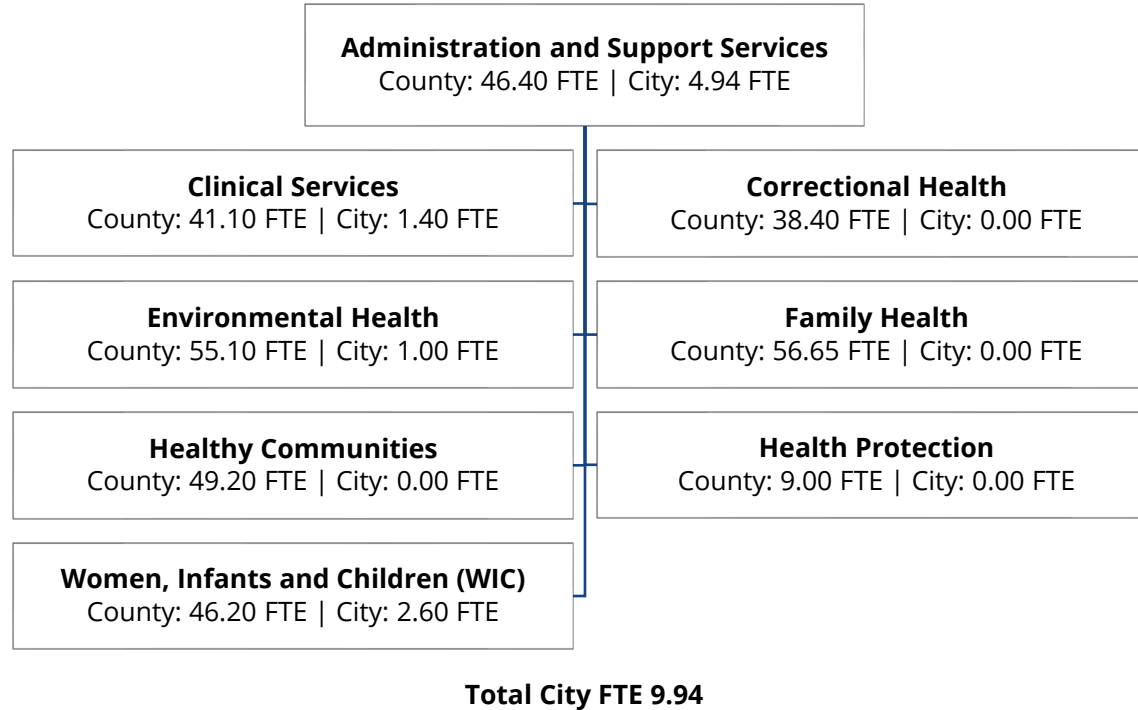 Administration and Support Services
County: 46.40 FTE | City: 4.94 FTE
Clinical Services
County: 41.10 FTE | City: 1.40 FTE
Correctional Health
County: 38.40 FTE | City: 0.00 FTE
Environmental Health
County: 55.10 FTE | City: 1.00 FTE
Family Health
County: 56.65 FTE | City: 0.00 FTE
Healthy Communities
County: 49.20 FTE | City: 0.00 FTE
Health Protection
County: 9.00 FTE | City: 0.00 FTE
Women, Infants and Children (WIC)
County: 46.20 FTE | City: 2.60 FTE
Total City FTE 9.94